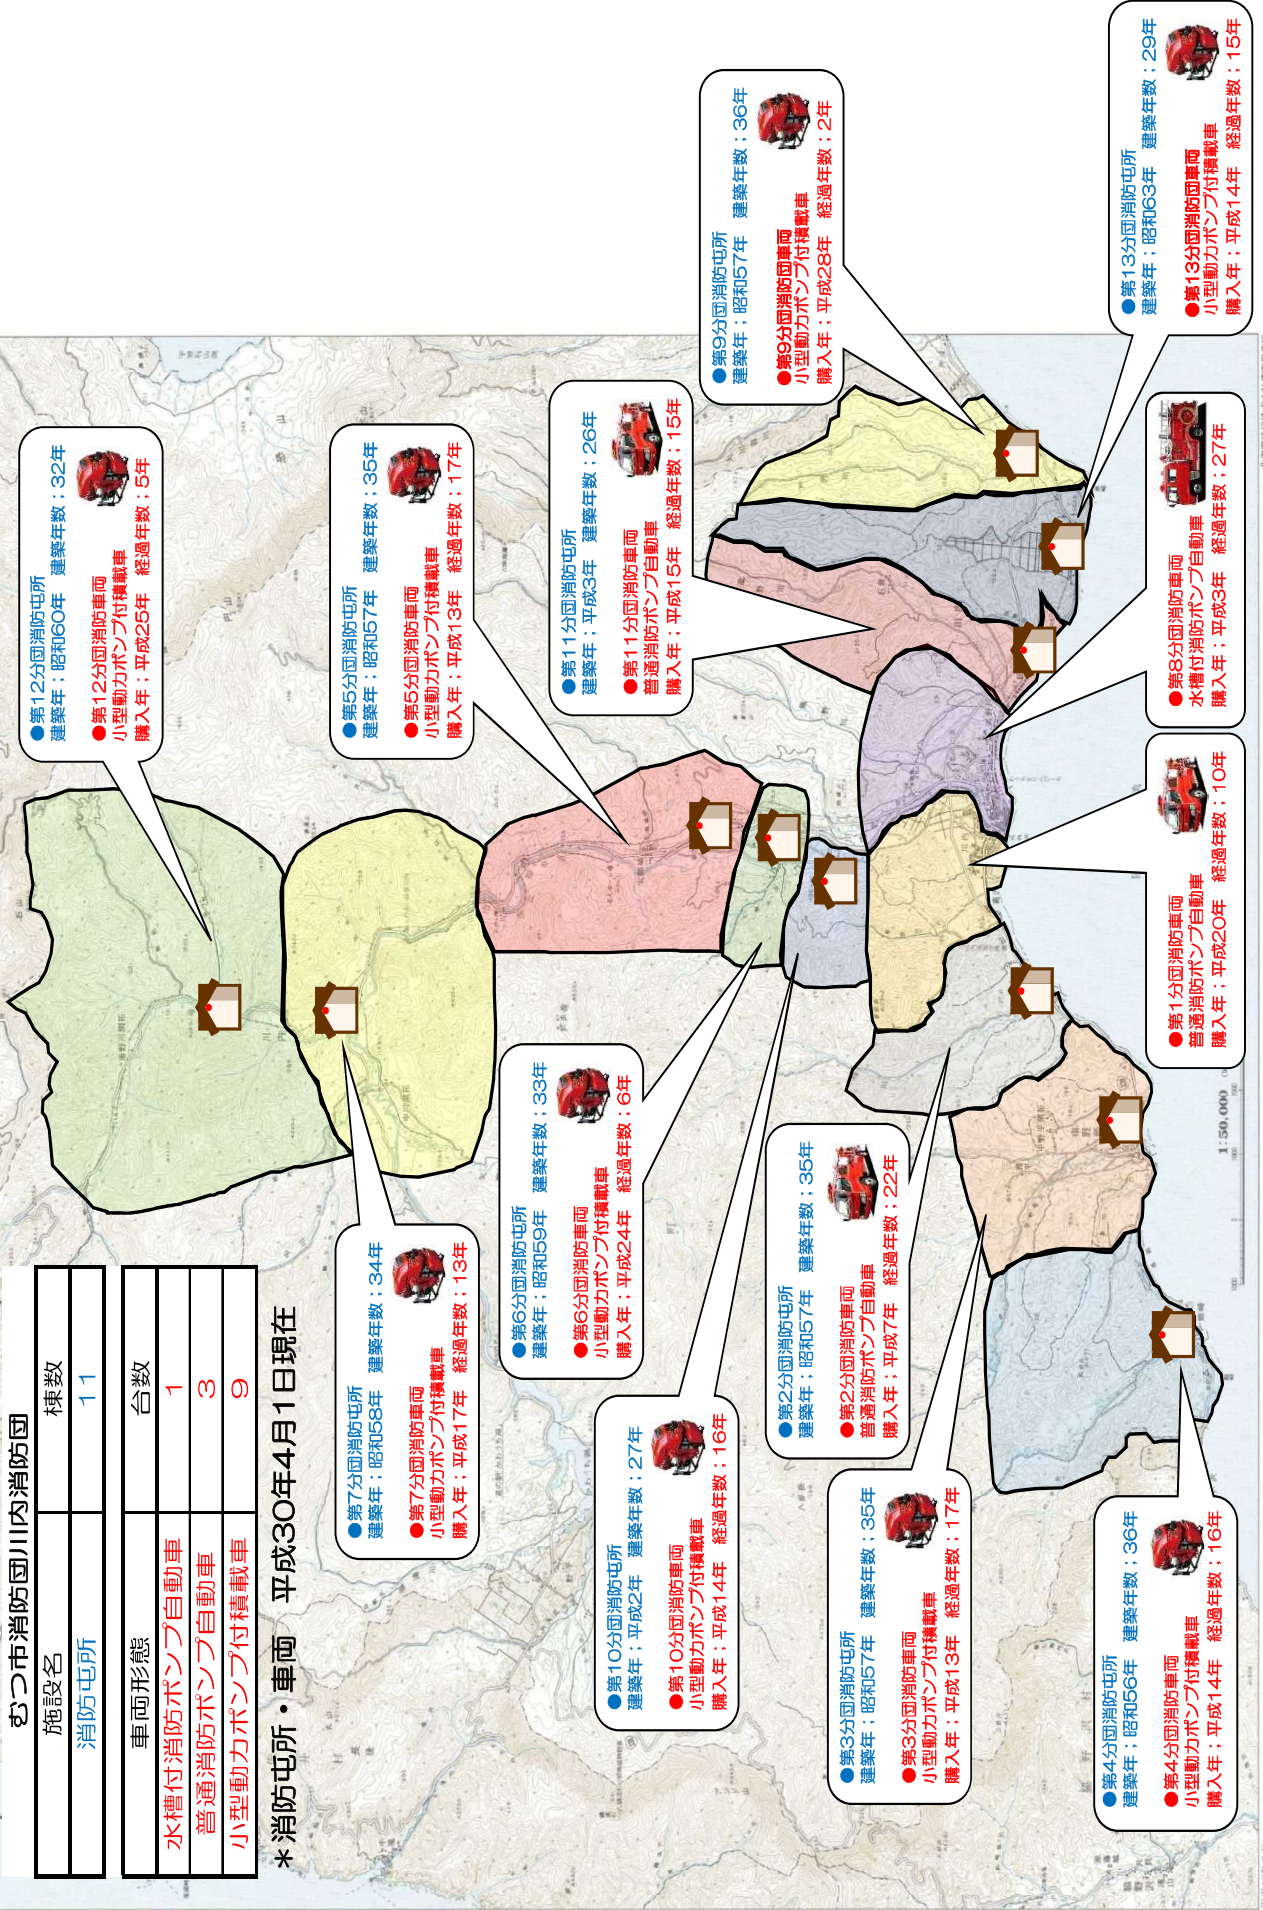 むつ市消防団川内消防団
施設名 棟数
消防屯所 11
車両形態 台数
水槽付消防ポンプ自動車 1
普通消防ポンプ自動車 3
小型動力ポンプ付積載車 9
*消防屯所・車両 平成30年4月1日現在
●第12分団消防屯所
建築年；昭和60年 建築年数；32年
●第12分団消防車両
小型動力ポンプ付積載車
購入年；平成25年 経過年数；5年
●第7分団消防屯所
建築年；昭和58年 建築年数；34年
●第7分団消防車両
小型動力ポンプ付積載車
購入年；平成17年 経過年数；13年
●第5分団消防屯所
建築年；昭和57年 建築年数；35年
●第5分団消防車両
小型動力ポンプ付積載車
購入年；平成13年 経過年数；17年
●第6分団消防屯所
建築年；昭和59年 建築年数；33年
●第6分団消防車両
小型動力ポンプ付積載車
購入年；平成24年 経過年数；6年
●第11分団消防屯所
建築年；平成3年 建築年数；26年
●第11分団消防車両
普通消防ポンプ自動車
購入年；平成15年 経過年数；15年
●第10分団消防屯所
建築年；平成2年 建築年数；27年
●第10分団消防車両
小型動力ポンプ付積載車
購入年；平成14年 経過年数；16年
●第9分団消防屯所
建築年；昭和57年 建築年数；36年
●第9分団消防団車両
小型動力ポンプ付積載車
購入年；平成28年 経過年数；2年
●第2分団消防屯所
建築年；昭和57年 建築年数；35年
●第2分団消防車両
普通消防ポンプ自動車
購入年；平成7年 経過年数；22年
●第3分団消防屯所
建築年；昭和57年 建築年数；35年
●第3分団消防車両
小型動力ポンプ付積載車
購入年；平成13年 経過年数；17年
●第4分団消防屯所
建築年；昭和56年 建築年数；36年
●第4分団消防車両
小型動力ポンプ付積載車
購入年；平成14年 経過年数；16年
●第1分団消防車両
普通消防ポンプ自動車
購入年；平成20年 経過年数；10年
●第8分団消防車両
水槽付消防ポンプ自動車
購入年；平成3年 経過年数；27年
●第13分団消防屯所
建築年；昭和63年 建築年数；29年
●第13分団消防団車両
小型動力ポンプ付積載車
購入年；平成14年 経過年数；15年
1:50,000